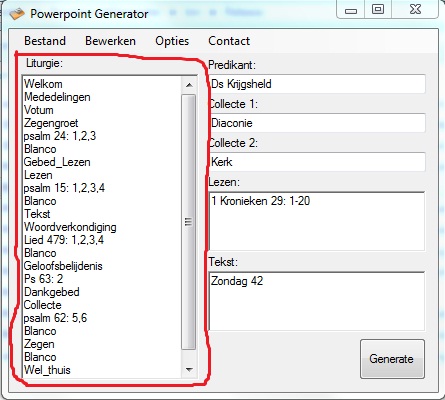 Powerpoint Generator
Bestand Bewerken Opties Contact
Liturgie:
Welkom
Mededelingen
Votum
Zegengroet
psalm 24: 1,2,3
Blanco
Gebed_Lezen
Lezen
psalm 15: 1,2,3,4
Blanco
Tekst
Woordverkondiging
Lied 479: 1,2,3,4
Blanco
Geloofsbelijdenis
Ps 63: 2
Dankgebed
Collecte
psalm 62: 5,6
Blanco
Zegen
Blanco
Wel_thuis
Predikant:
Ds Krijgsheld
Collecte 1:
Diaconie
Collecte 2:
Kerk
Lezen:
1 Kronieken 29: 1-20
Tekst:
Zondag 42
Generate